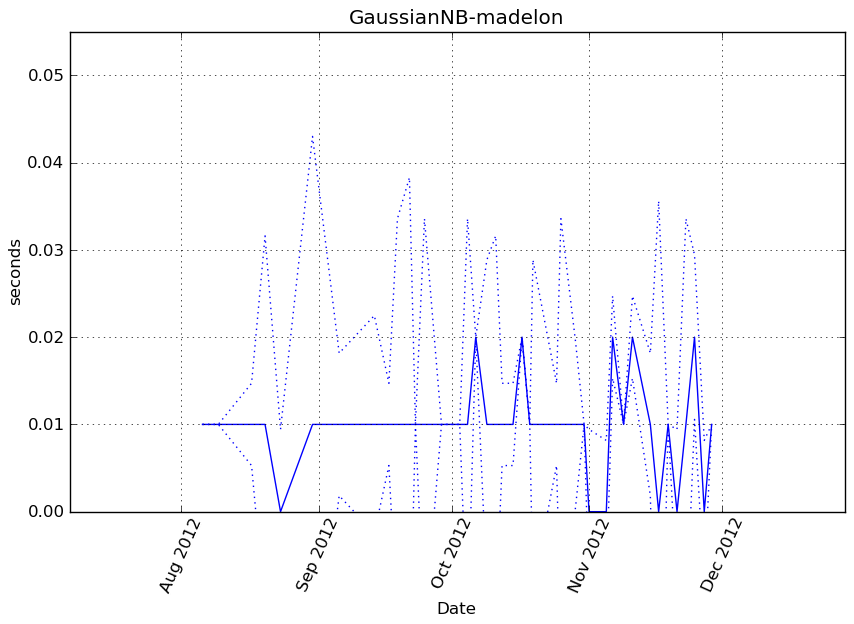 GaussianNB-madelon
0.05
0.04
0.03
0.02
0.01
0.00
seconds
Aug 2012
Sep 2012
Oct 2012
Nov 2012
Dec 2012
Date